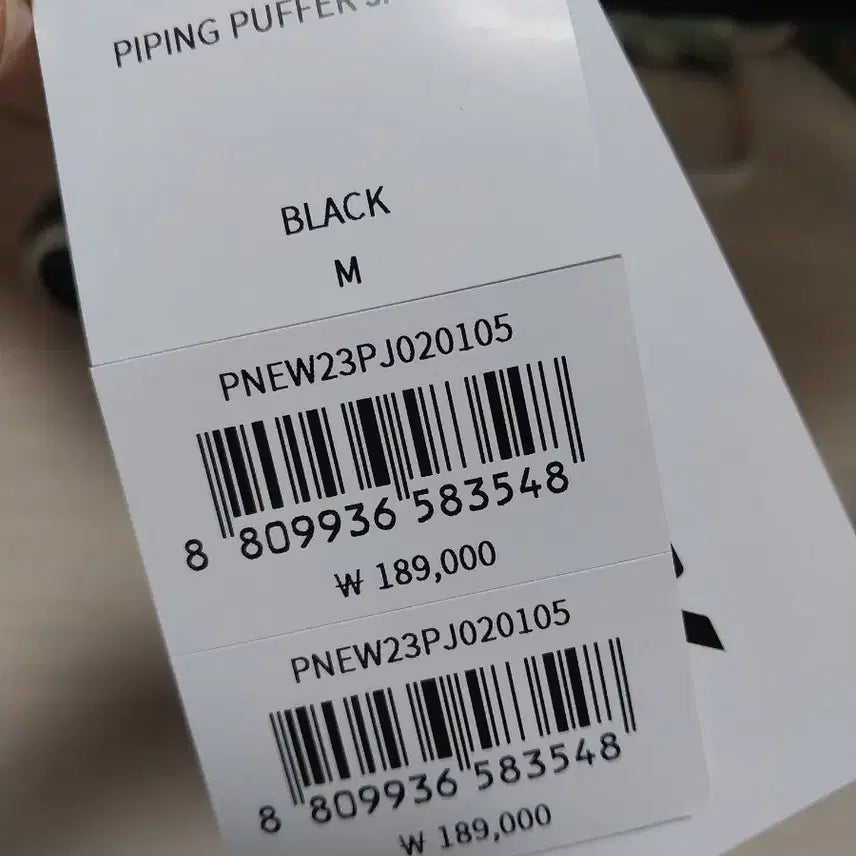 PIPING PUFFER
BLACK
M
PNEW23PJ020105
8 809936 583548
₩ 189,000
PNEW23PJ020105
8 809936 583548
₩ 189,000